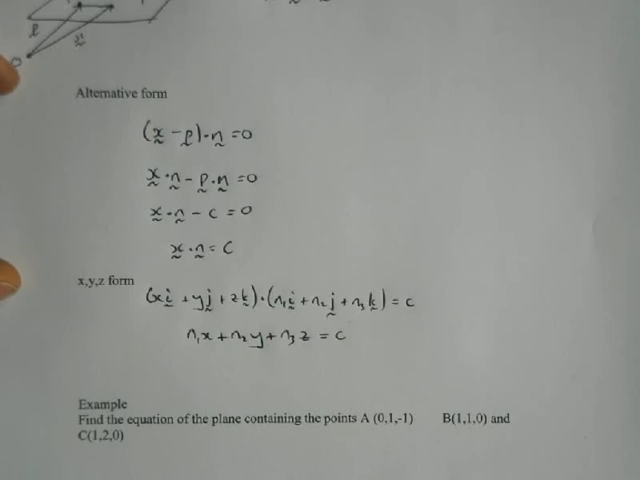 Alternative form
(x - p)·n = 0
x·n - p·n = 0
x·n - c = 0
x·n = c
x,y,z form
(xi + yj + zk)·(n₁i + n₂j + n₃k) = c
n₁x + n₂y + n₃z = c
Example
Find the equation of the plane containing the points A (0,1,-1) B(1,1,0) and
C(1,2,0)